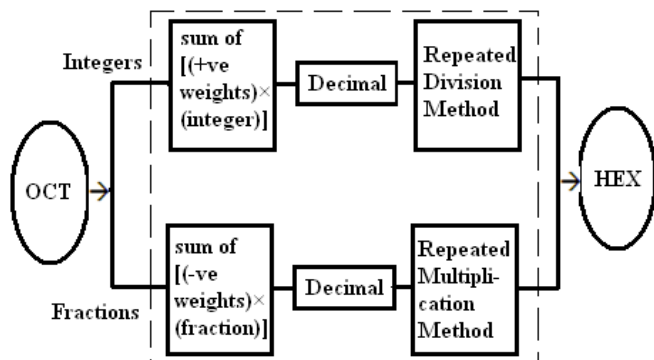 OCT
Integers
sum of
[(+ve
weights)×
(integer)]
Decimal
Repeated
Division
Method
Fractions
sum of
[(-ve
weights)×
(fraction)]
Decimal
Repeated
Multipli-
cation
Method
HEX